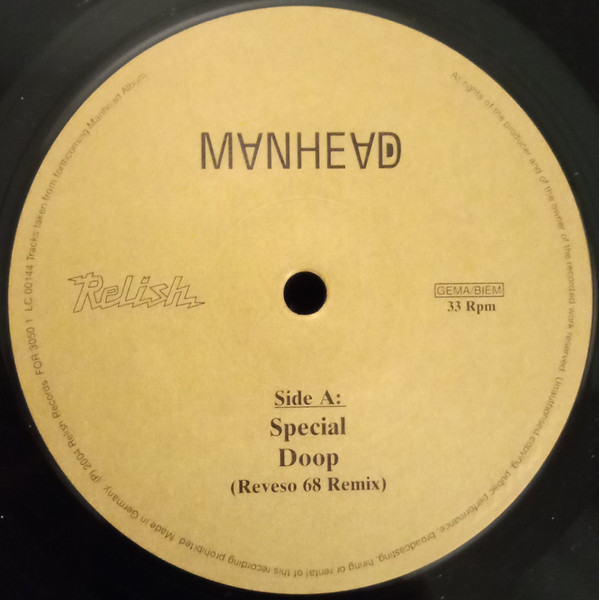 MANHEAD
Relish
GEMA/BIEM
33 Rpm
Side A:
Special
Doop
(Reveso 68 Remix)
All rights of the producer and of the owner of the recorded work reserved. Unauthorised copying, public performance, broadcasting, hiring or rental of this recording prohibited. Made in Germany. (P) 2004 Relish Records FOR 3050 1 LC 00144 Tracks taken from forthcoming Manhead Album